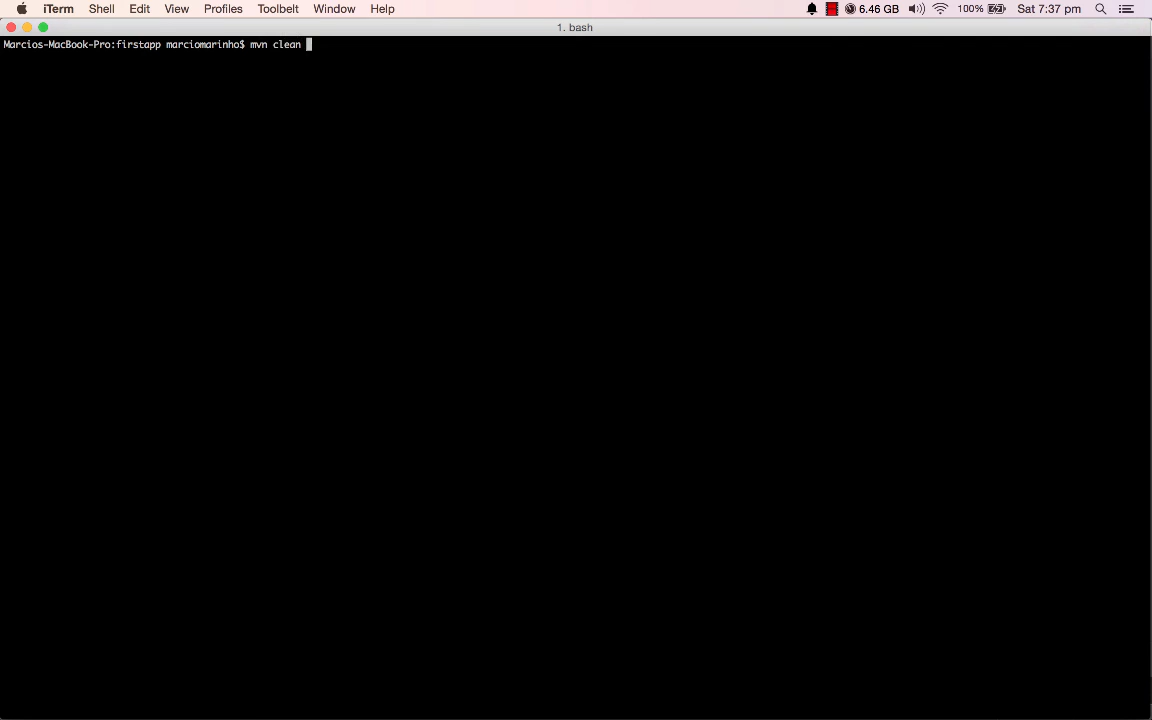 iTerm Shell Edit View Profiles Toolbelt Window Help 6.46 GB 100% Sat 7:37 pm
1. bash
Marcios-MacBook-Pro:firstapp marciomarinho$ mvn clean